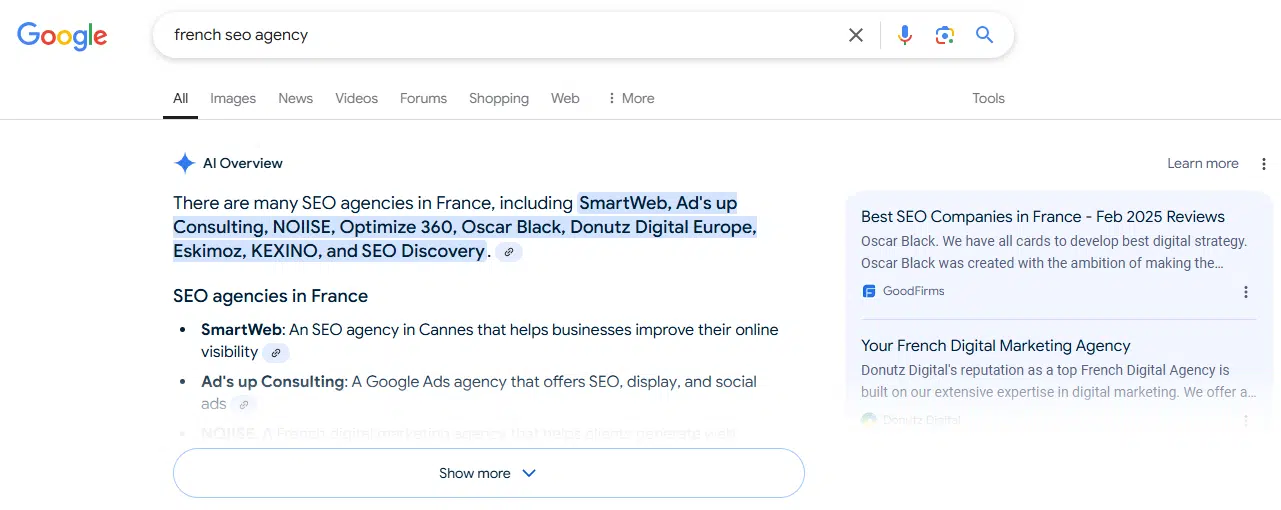 Google
french seo agency
All Images News Videos Forums Shopping Web More Tools
AI Overview
Learn more
There are many SEO agencies in France, including SmartWeb, Ad's up
Consulting, NOIISE, Optimize 360, Oscar Black, Donutz Digital Europe,
Eskimoz, KEXINO, and SEO Discovery.
SEO agencies in France
• SmartWeb: An SEO agency in Cannes that helps businesses improve their online
visibility
• Ad's up Consulting: A Google Ads agency that offers SEO, display, and social
ads
• NOIISE: A French digital marketing agency that helps clients generate
Show more
Best SEO Companies in France - Feb 2025 Reviews
Oscar Black. We have all cards to develop best digital strategy.
Oscar Black was created with the ambition of making the…
GoodFirms
Your French Digital Marketing Agency
Donutz Digital's reputation as a top French Digital Agency is
built on our extensive expertise in digital marketing. We offer a…
Donutz Digital